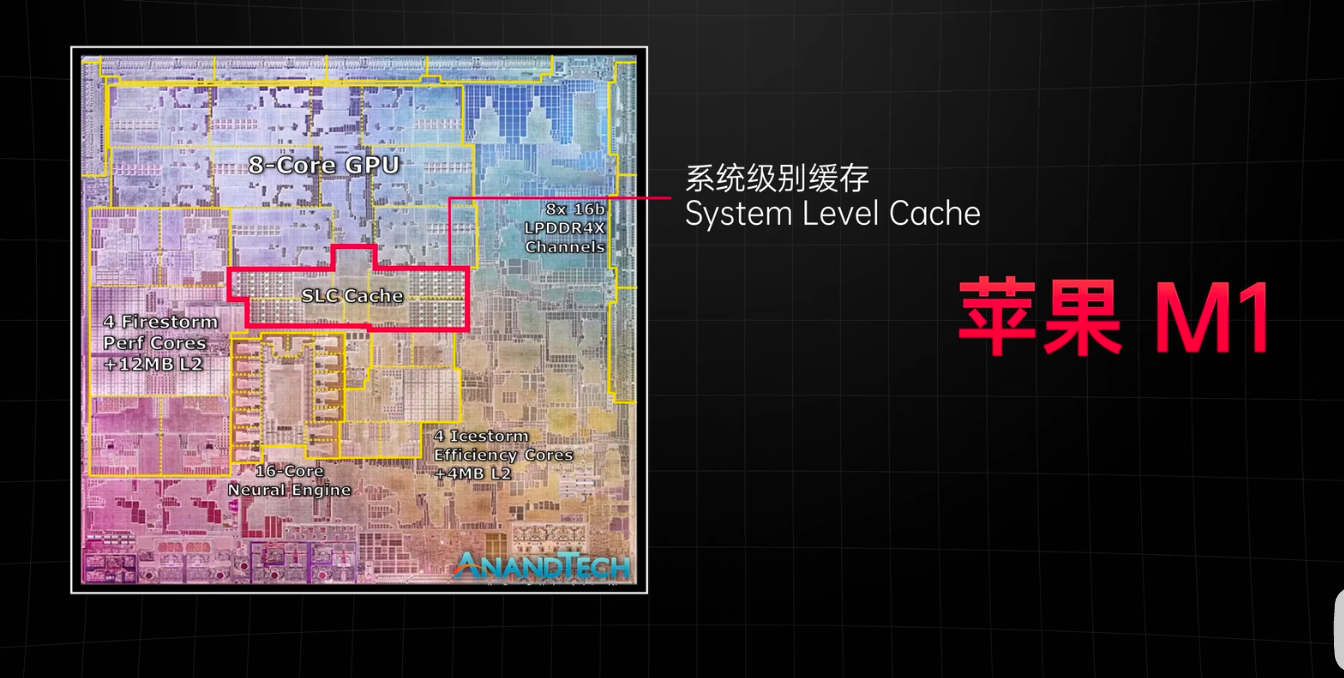 8-Core GPU
系统级别缓存
System Level Cache
8x 16b
LPDDR4X
Channels
SLC Cache
苹果 M1
4 Firestorm
Perf Cores
+12MB L2
4 Icestorm
Efficiency Cores
+4MB L2
16-Core
Neural Engine
ANANDTECH